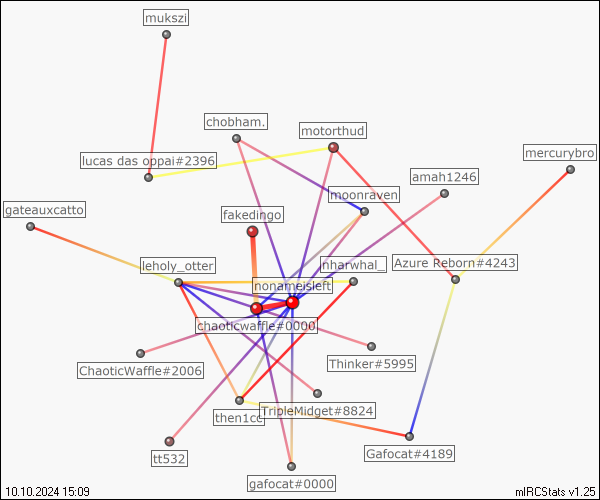 mukszi
chobham.
motorthud
lucas das oppai#2396
mercurybro
amah1246
moonraven
gateauxcatto
fakedingo
leholy_otter
nharwhal_
Azure Reborn#4243
nonameisleft
chaoticwaffle#0000
ChaoticWaffle#2006
Thinker#5995
then1cc
TripleMidget#8824
tt532
Gafocat#4189
gafocat#0000
10.10.2024 15:09
mIRCStats v1.25